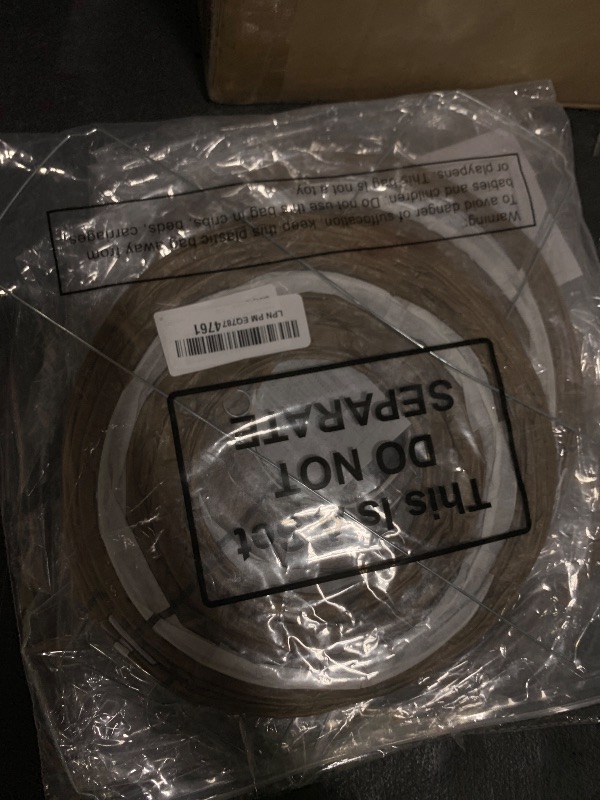 Warning:
To avoid danger of suffocation, keep this plastic bag away from
babies and children. Do not use this bag in cribs, beds, carriages
or playpens. This bag is not a toy
LPN PM EQ7874761
This Is
DO NOT
SEPARATE